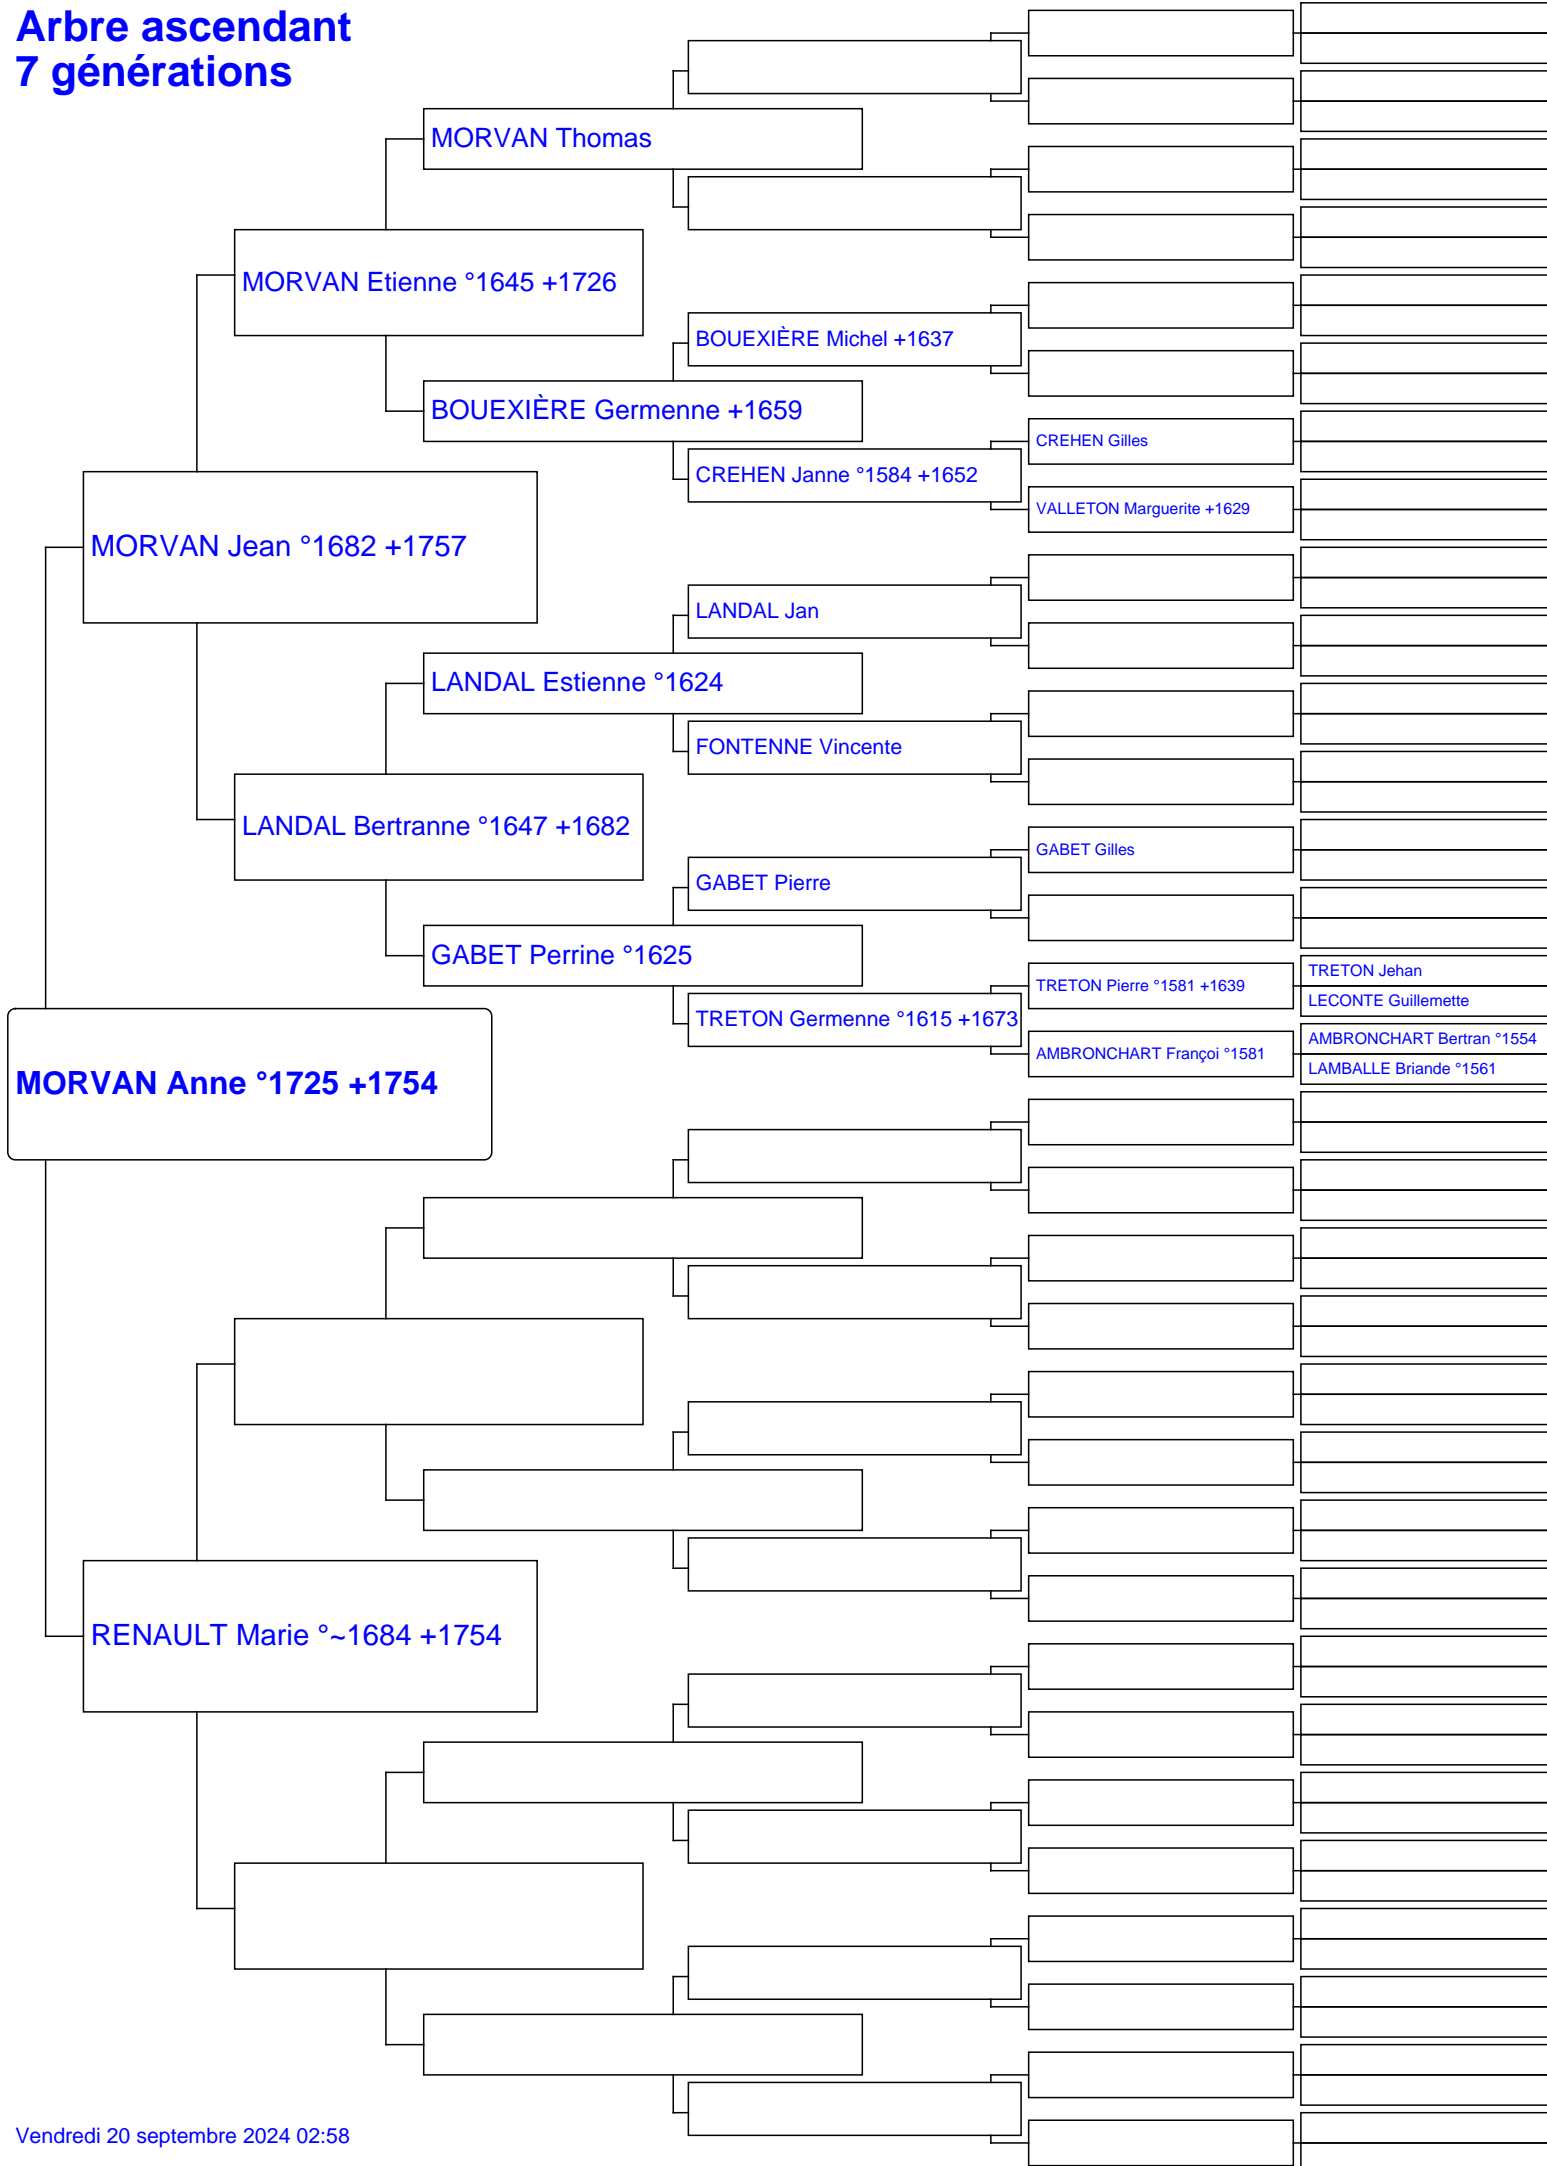 Arbre ascendant
7 générations
MORVAN Thomas
MORVAN Etienne °1645 +1726
BOUEXIÈRE Michel +1637
BOUEXIÈRE Germenne +1659
CREHEN Gilles
CREHEN Janne °1584 +1652
VALLETON Marguerite +1629
MORVAN Jean °1682 +1757
LANDAL Jan
LANDAL Estienne °1624
FONTENNE Vincente
LANDAL Bertranne °1647 +1682
GABET Gilles
GABET Pierre
GABET Perrine °1625
TRETON Jehan
TRETON Pierre °1581 +1639
LECONTE Guillemette
TRETON Germenne °1615 +1673
AMBRONCHART Bertran °1554
AMBRONCHART Françoi °1581
LAMBALLE Briande °1561
MORVAN Anne °1725 +1754
RENAULT Marie °~1684 +1754
Vendredi 20 septembre 2024 02:58